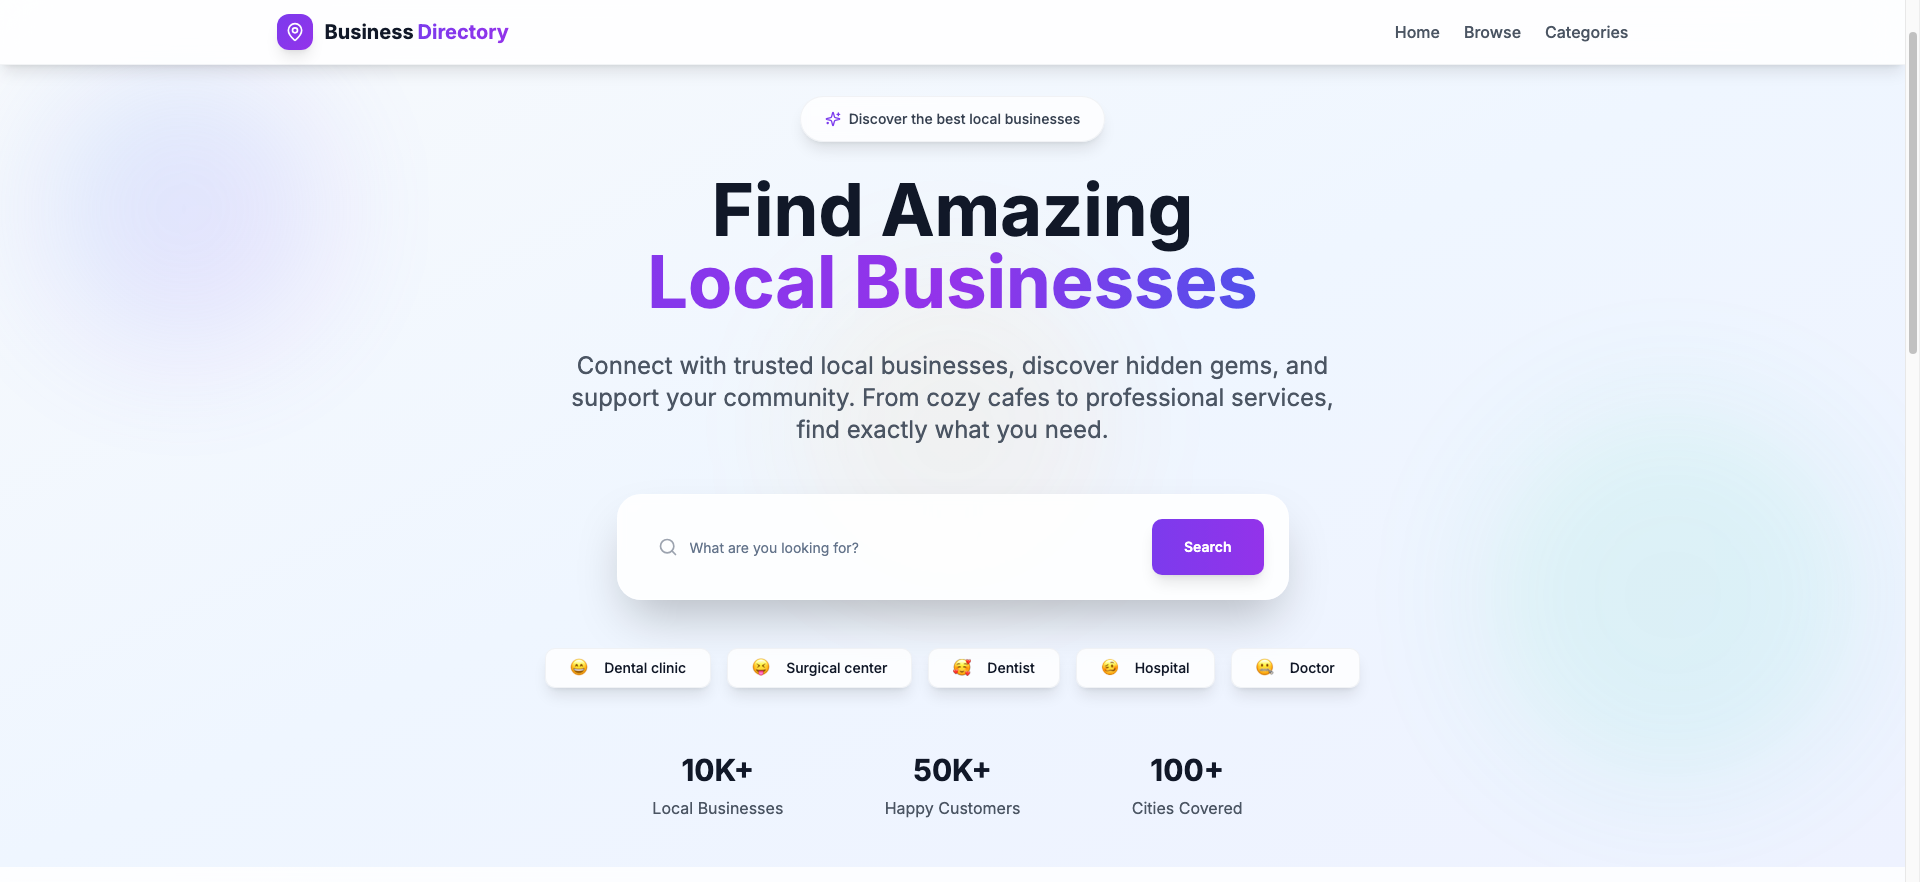 Business Directory
Home
Browse
Categories
Discover the best local businesses
Find Amazing
Local Businesses
Connect with trusted local businesses, discover hidden gems, and
support your community. From cozy cafes to professional services,
find exactly what you need.
What are you looking for?
Search
😄 Dental clinic
😝 Surgical center
🥰 Dentist
🤕 Hospital
🤐 Doctor
10K+
Local Businesses
50K+
Happy Customers
100+
Cities Covered